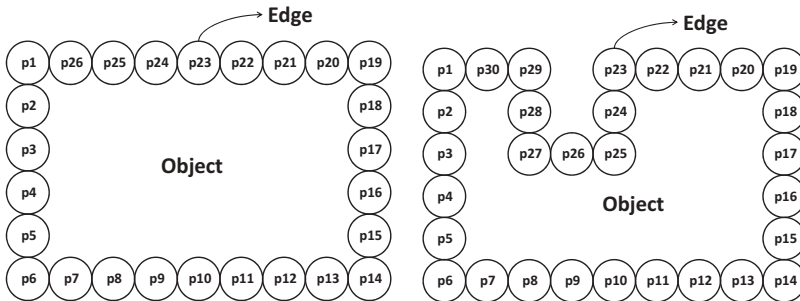 Edge
p1 p26 p25 p24 p23 p22 p21 p20 p19
p2 p18
p3 p17
Object
p4 p16
p5 p15
p6 p7 p8 p9 p10 p11 p12 p13 p14
Edge
p1 p30 p29 p23 p22 p21 p20 p19
p2 p28 p24 p18
p3 p27 p26 p25 p17
p4 p16
Object
p5 p15
p6 p7 p8 p9 p10 p11 p12 p13 p14